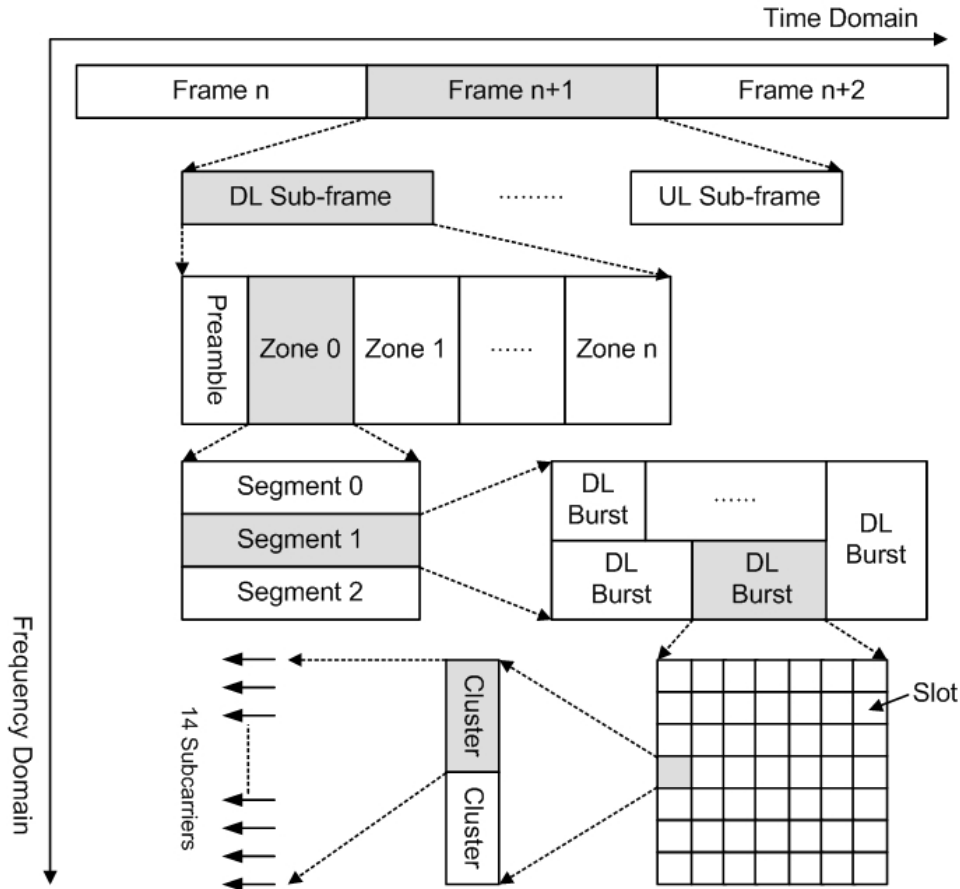 Time Domain
Frame n
Frame n+1
Frame n+2
DL Sub-frame
.........
UL Sub-frame
Preamble
Zone 0
Zone 1
......
Zone n
Segment 0
Segment 1
Segment 2
DL
Burst
......
DL
Burst
DL
Burst
DL
Burst
Frequency Domain
14 Subcarriers
Cluster
Cluster
Slot